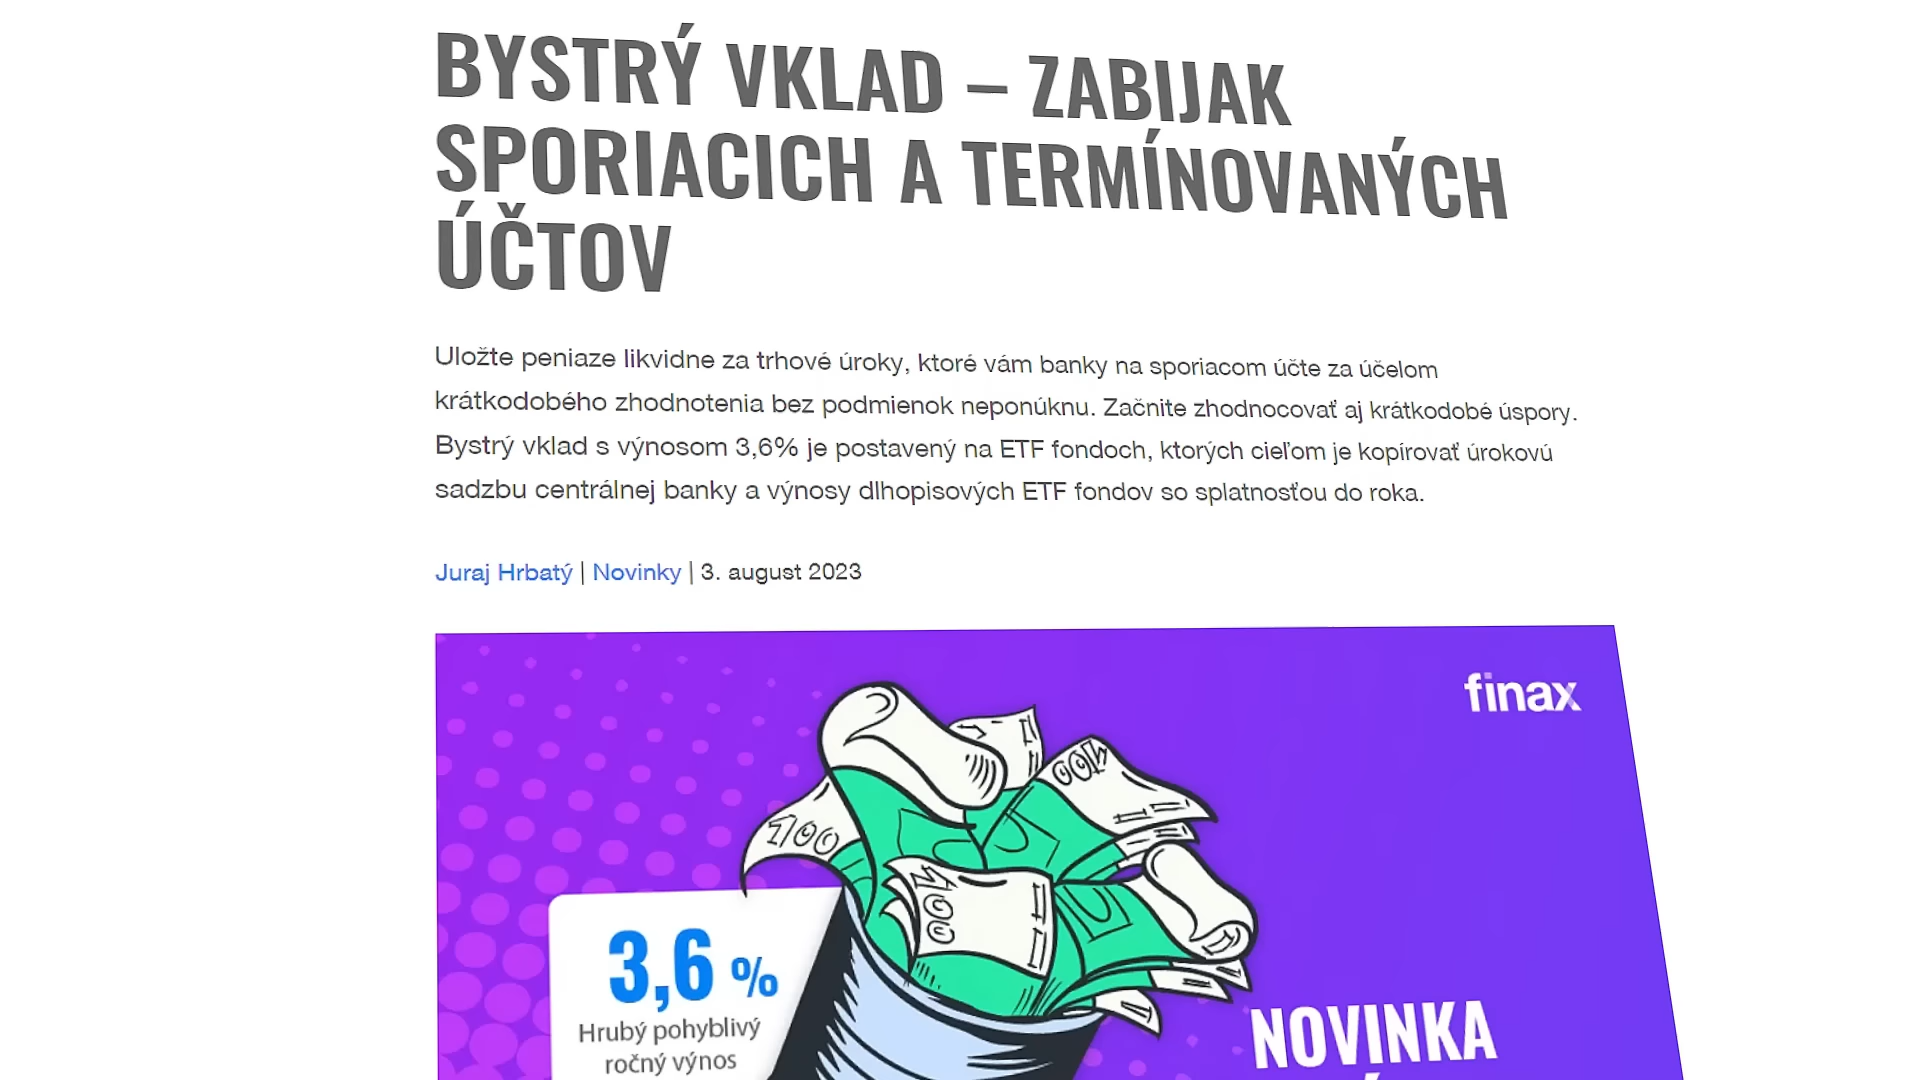 BYSTRÝ VKLAD – ZABIJAK
SPORIACICH A TERMÍNOVANÝCH
ÚČTOV
Uložte peniaze likvidne za trhové úroky, ktoré vám banky na sporiacom účte za účelom
krátkodobého zhodnotenia bez podmienok neponúknu. Začnite zhodnocovať aj krátkodobé úspory.
Bystrý vklad s výnosom 3,6% je postavený na ETF fondoch, ktorých cieľom je kopírovať úrokovú
sadzbu centrálnej banky a výnosy dlhopisových ETF fondov so splatnosťou do roka.
Juraj Hrbatý | Novinky | 3. august 2023
finax
100
100
100
3,6 %
Hrubý pohyblivý
ročný výnos
NOVINKA